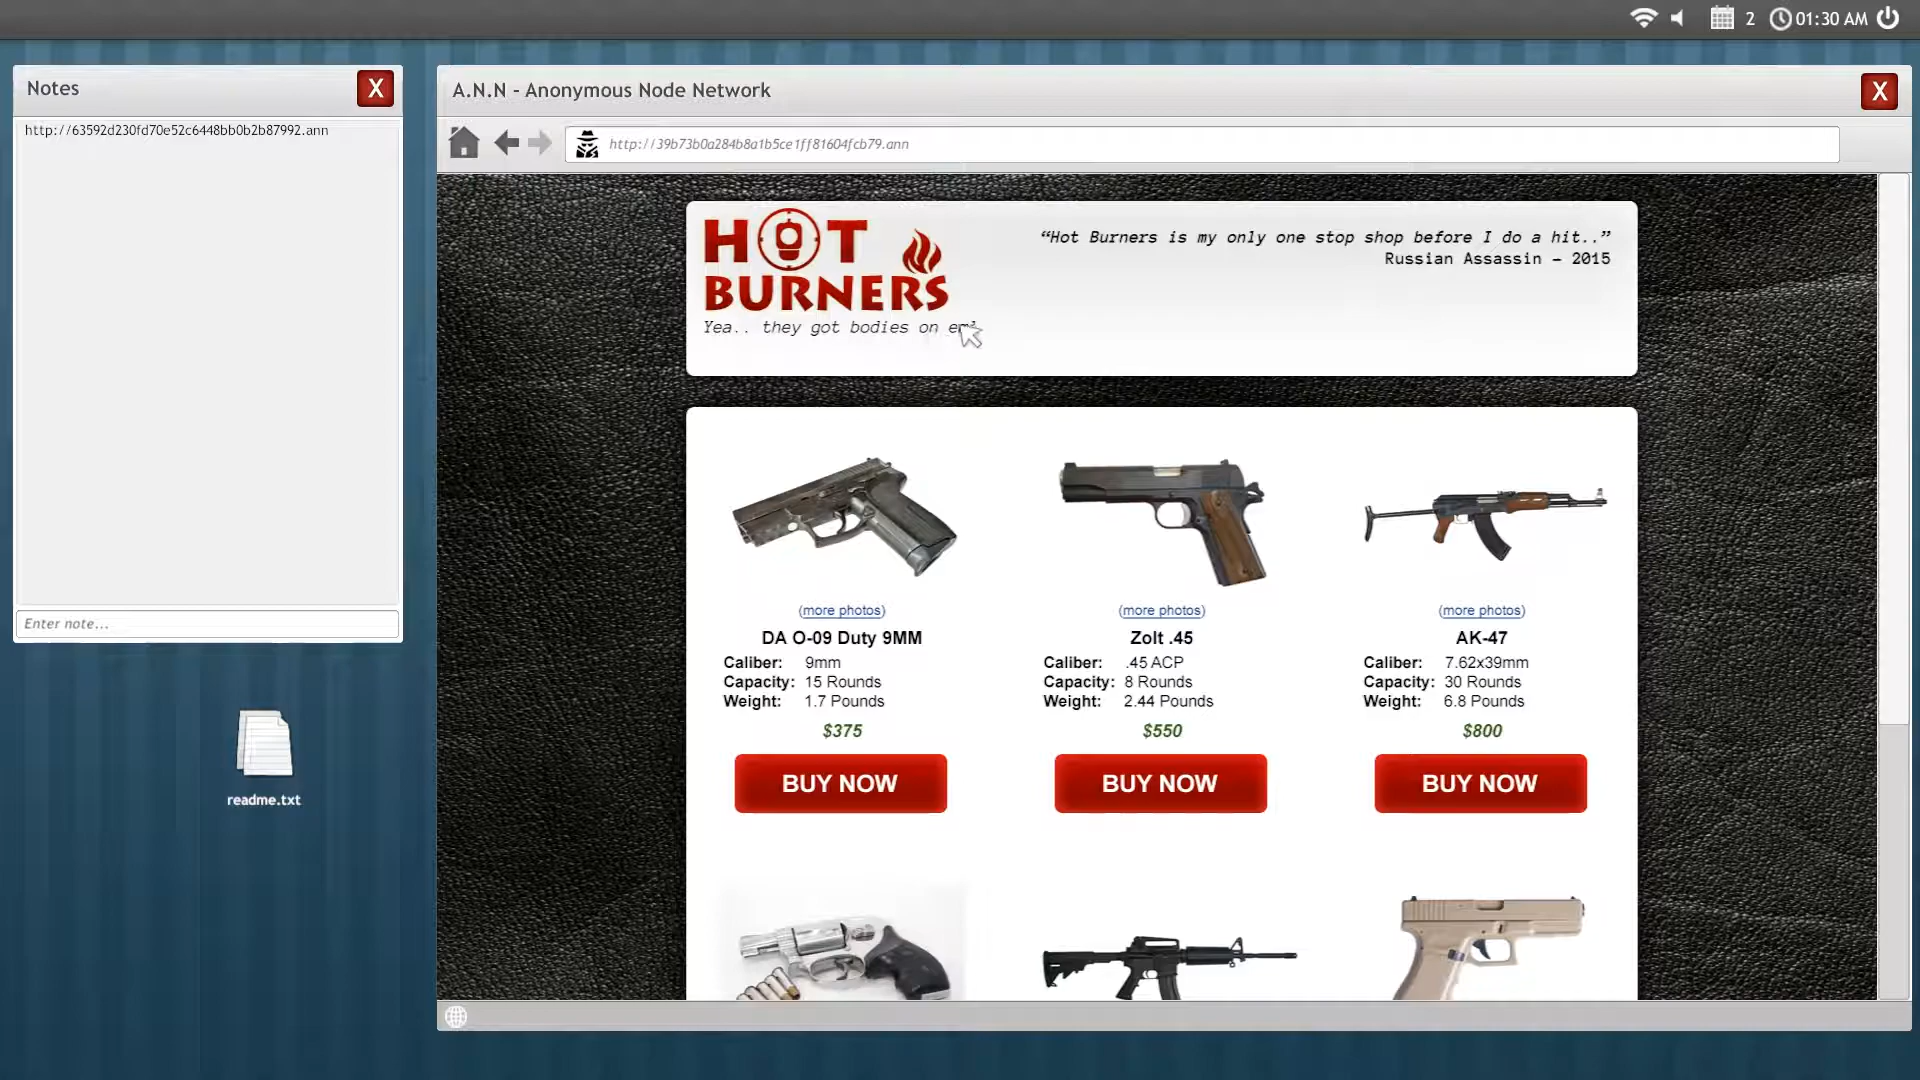 2
01:30 AM
Notes
X
http://63592d230fd70e52c6448bb0b2b87992.ann
Enter note...
readme.txt
A.N.N - Anonymous Node Network
X
http://39b73b0a284b8a1b5ce1ff81604fcb79.ann
HOT
BURNERS
Yea.. they got bodies on
“Hot Burners is my only one stop shop before I do a hit..”
Russian Assassin – 2015
(more photos)
DA O-09 Duty 9MM
Caliber: 9mm
Capacity: 15 Rounds
Weight: 1.7 Pounds
$375
BUY NOW
(more photos)
Zolt .45
Caliber: .45 ACP
Capacity: 8 Rounds
Weight: 2.44 Pounds
$550
BUY NOW
(more photos)
AK-47
Caliber: 7.62x39mm
Capacity: 30 Rounds
Weight: 6.8 Pounds
$800
BUY NOW